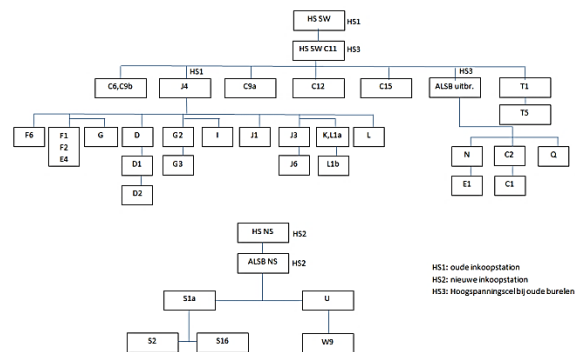 HS SW HS1
HS SW C11 HS3
HS1 HS3
C6,C9b J4 C9a C12 C15 ALSB uitbr. T1
T5
F6 F1 G D G2 I J1 J3 K,L1a L
F2
E4
D1 G3 J6 L1b
D2
N C2 Q
E1 C1
HS NS HS2
ALSB NS HS2
S1a U
S2 S16 W9
HS1: oude inkoopstation
HS2: nieuwe inkoopstation
HS3: Hoogspanningscel bij oude burelen